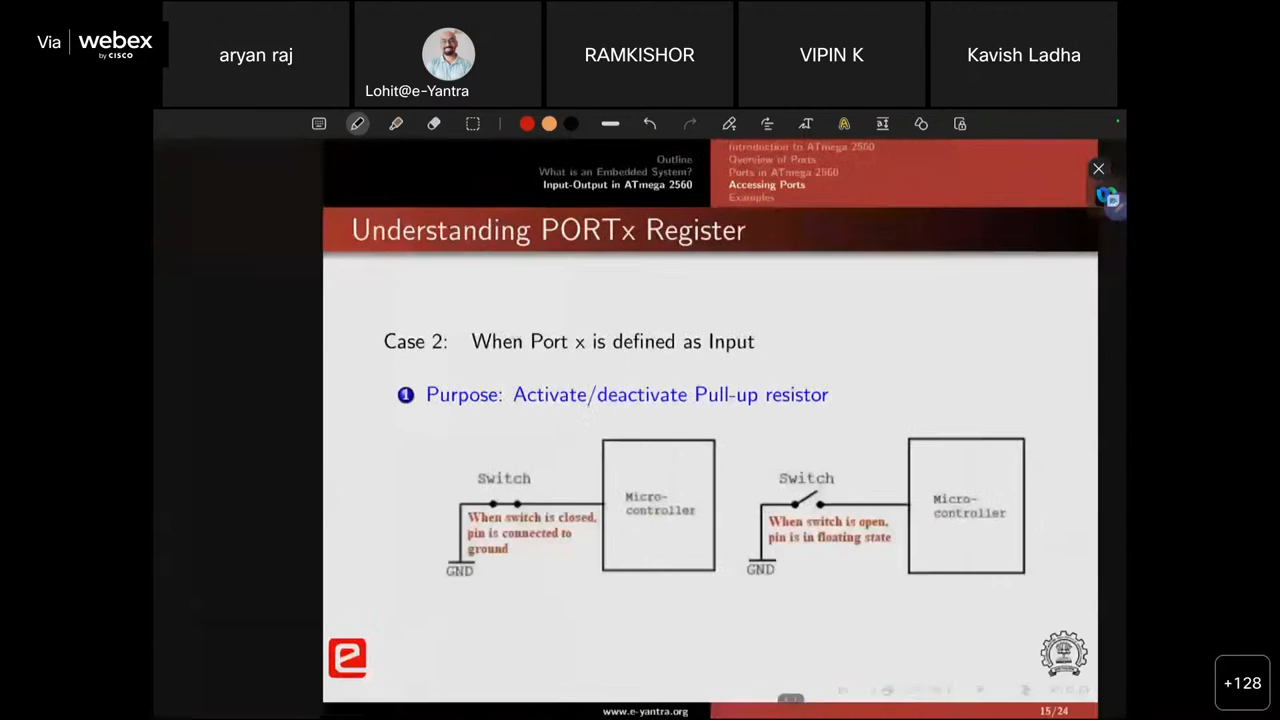 Via webex
by CISCO
aryan raj
Lohit@e-Yantra
RAMKISHOR
VIPIN K
Kavish Ladha
Outline
What is an Embedded System?
Input-Output in ATmega 2560
Introduction to ATmega 2560
Overview of Ports
Ports in ATmega 2560
Accessing Ports
Examples
Understanding PORTx Register
Case 2: When Port x is defined as Input
1 Purpose: Activate/deactivate Pull-up resistor
Switch
When switch is closed,
pin is connected to
ground
GND
Micro-
controller
Switch
When switch is open,
pin is in floating state
GND
Micro-
controller
www.e-yantra.org
15/24
+128